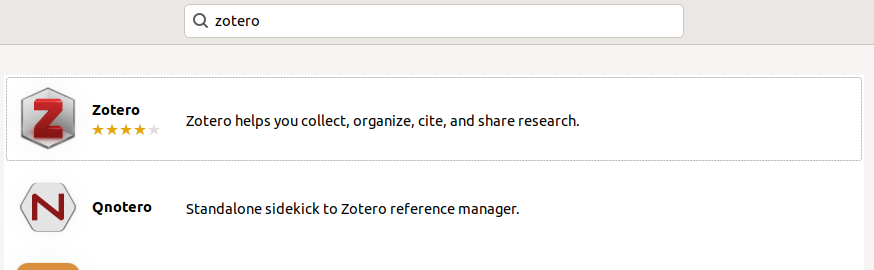 zotero
Zotero
Zotero helps you collect, organize, cite, and share research.
Qnotero
Standalone sidekick to Zotero reference manager.